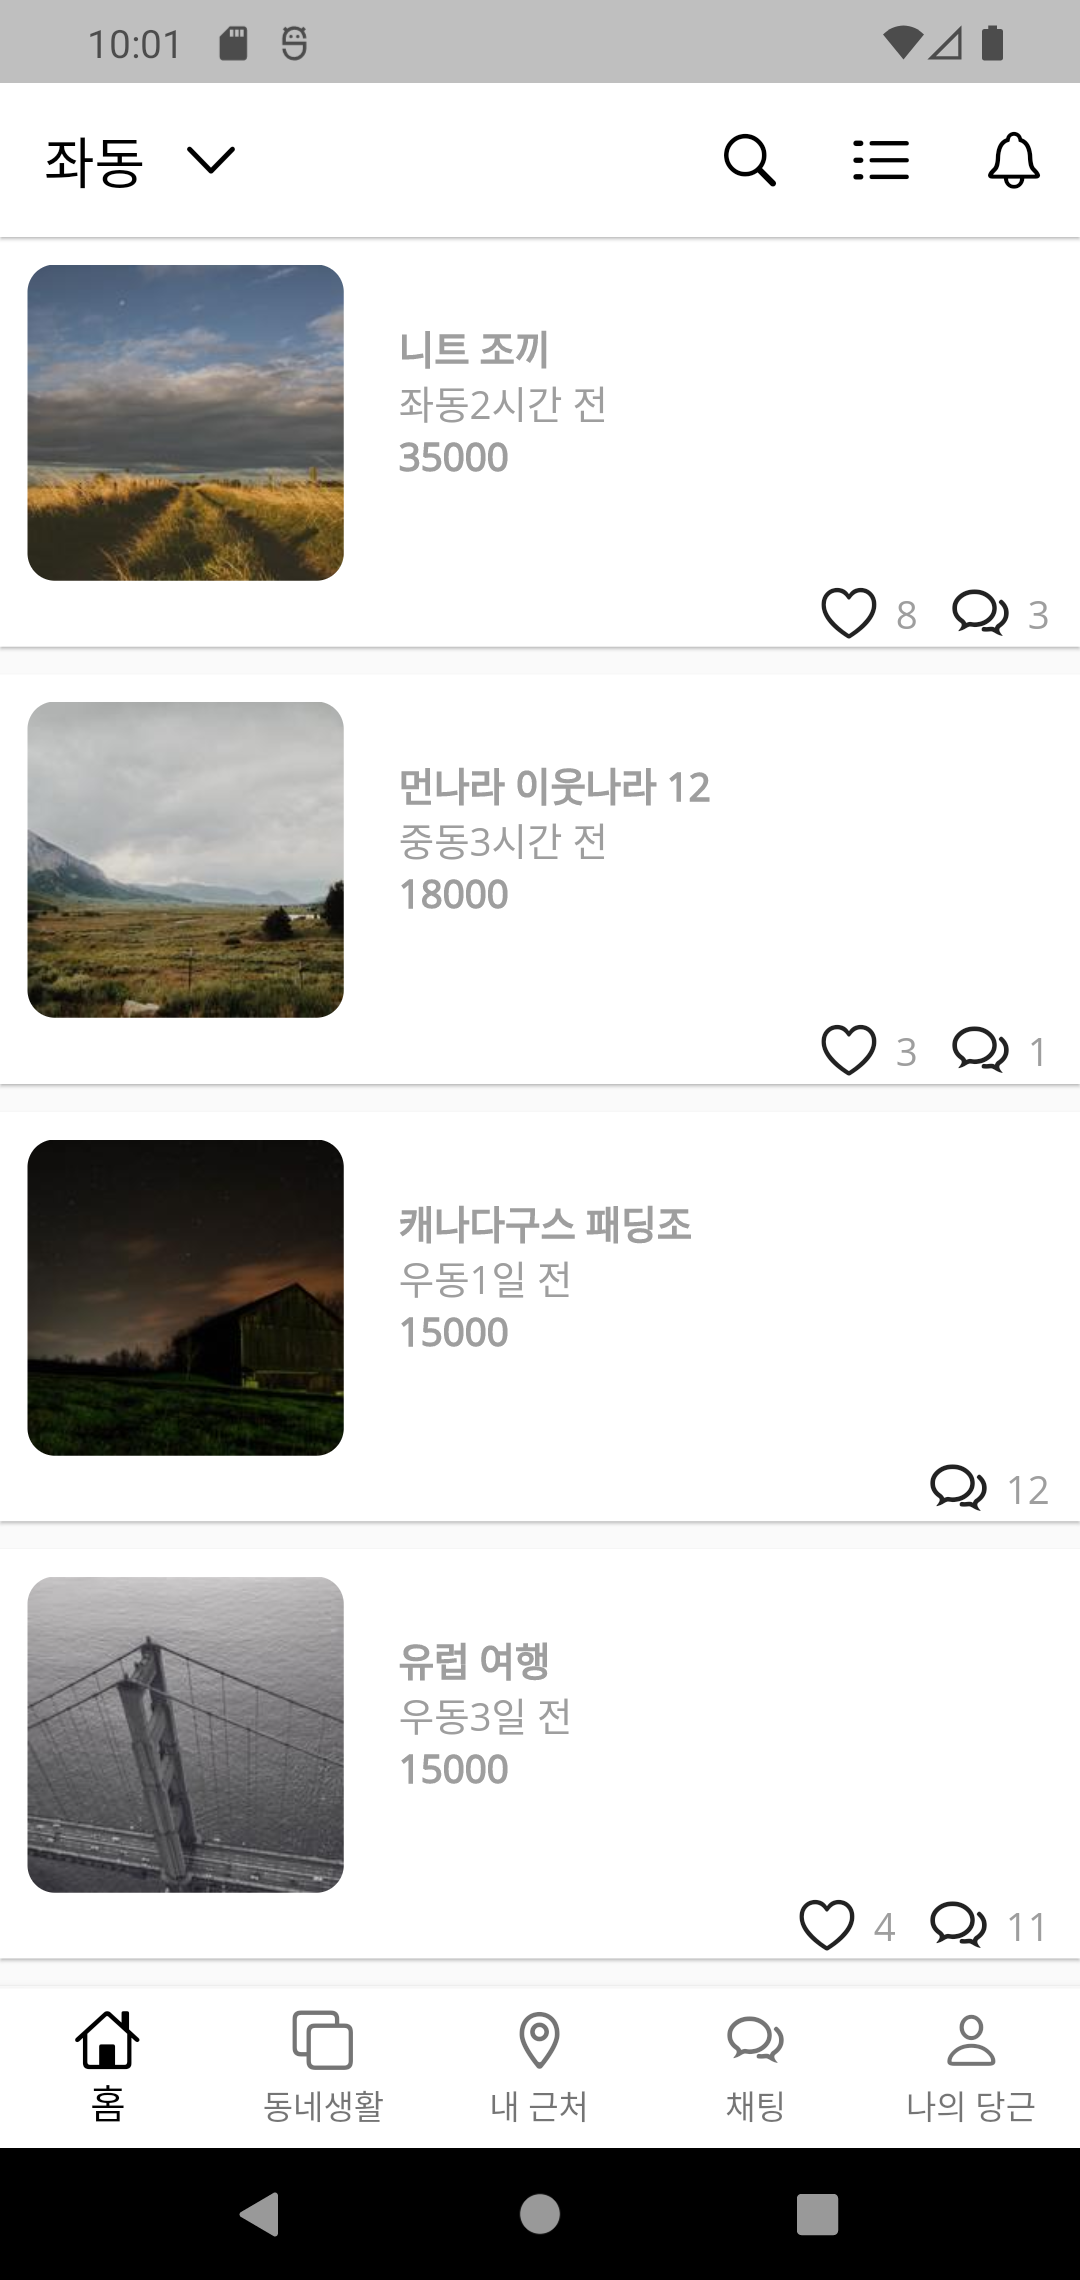 10:01
좌동
니트 조끼
좌동2시간 전
35000
8 3
먼나라 이웃나라 12
중동3시간 전
18000
3 1
캐나다구스 패딩조
우동1일 전
15000
12
유럽 여행
우동3일 전
15000
4 11
홈 동네생활 내 근처 채팅 나의 당근